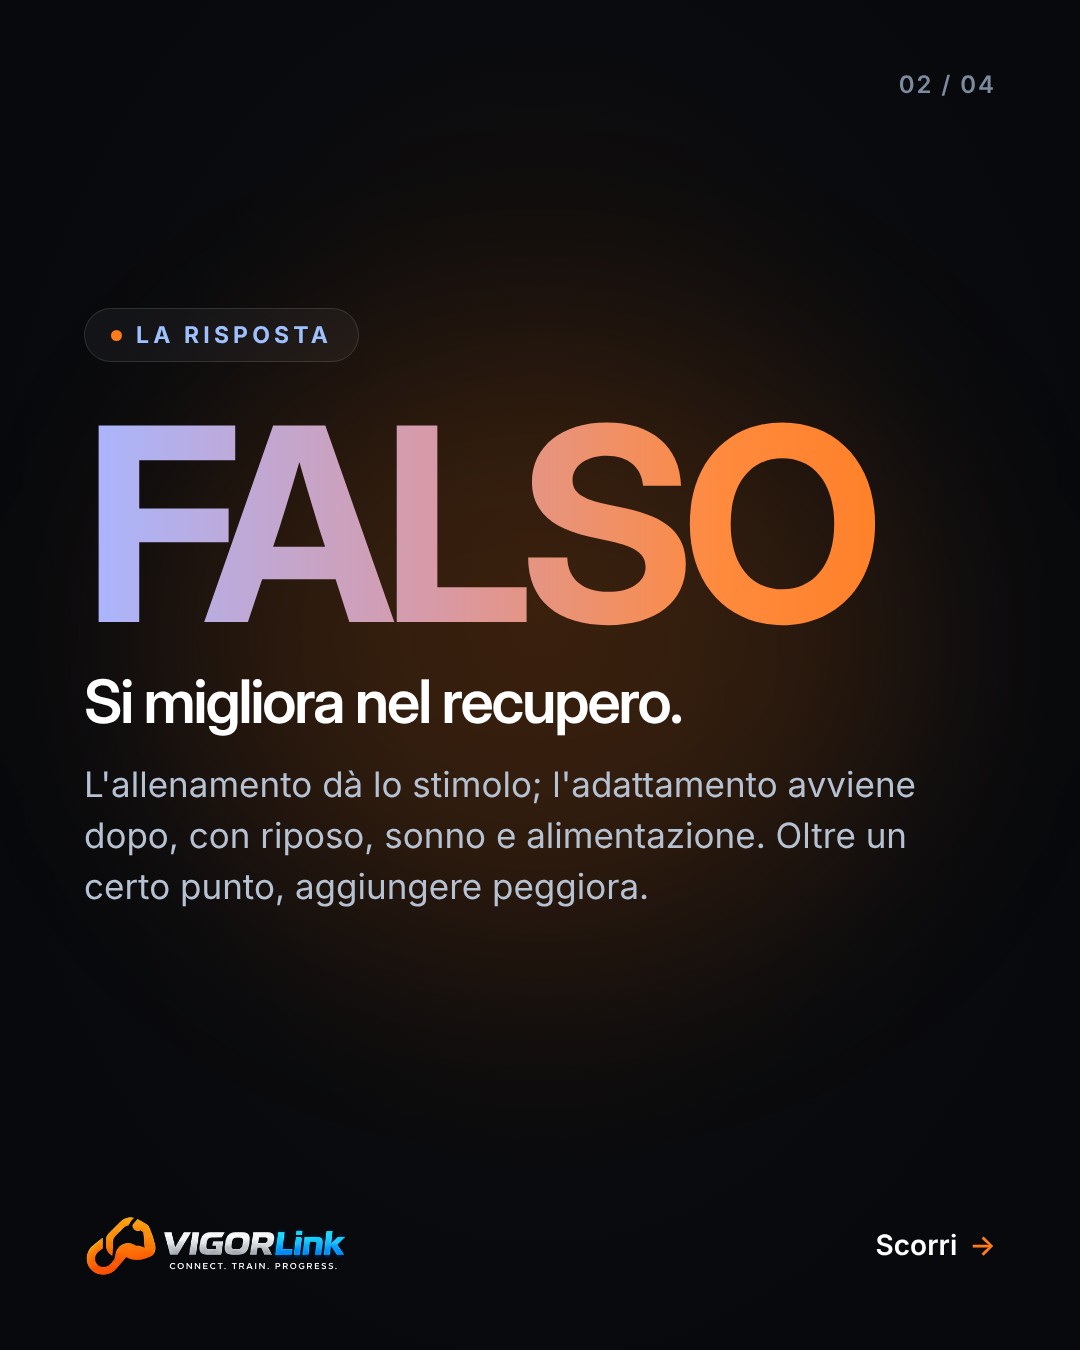 02 / 04
LA RISPOSTA
FALSO
Si migliora nel recupero.
L'allenamento dà lo stimolo; l'adattamento avviene
dopo, con riposo, sonno e alimentazione. Oltre un
certo punto, aggiungere peggiora.
VIGORLink
CONNECT. TRAIN. PROGRESS.
Scorri →